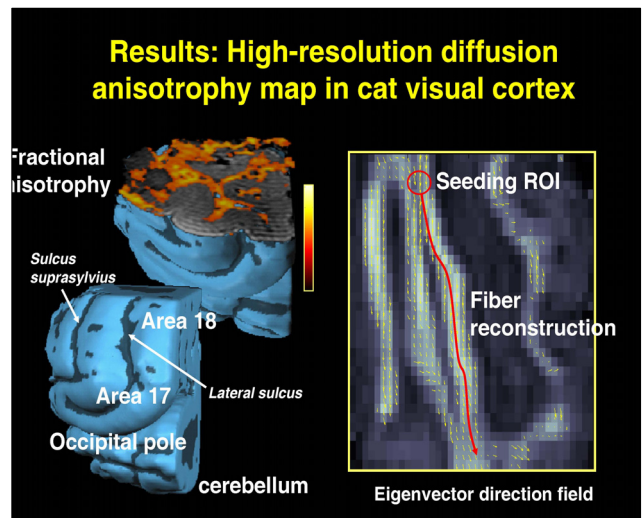 Results: High-resolution diffusion
anisotropy map in cat visual cortex
Fractional
nisotrophy
Seeding ROI
Sulcus
suprasylvius
Area 18
Fiber
reconstruction
Lateral sulcus
Area 17
Occipital pole
cerebellum
Eigenvector direction field